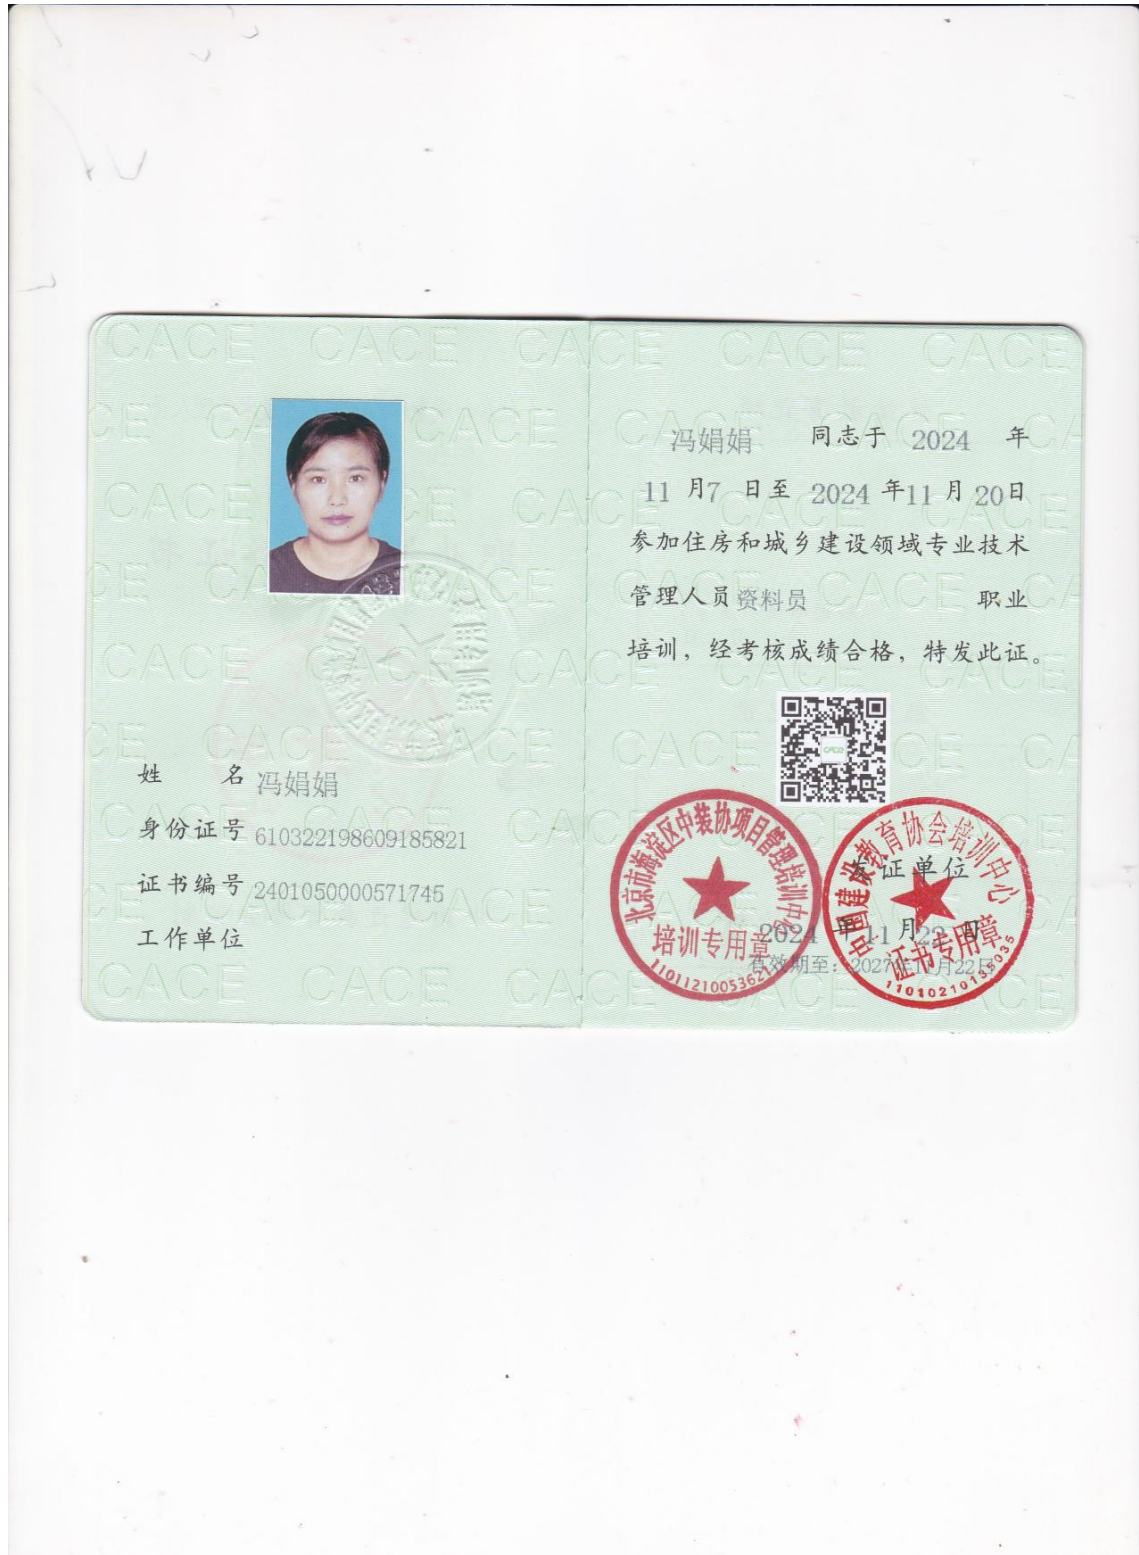 姓 名 冯娟娟
身份证号 610322198609185821
证书编号 2401050000571745
工作单位
冯娟娟 同志于 2024 年
11 月7 日至 2024 年11 月 20日
参加住房和城乡建设领域专业技术
管理人员资料员 职业
培训，经考核成绩合格，特发此证。
北京市海淀区中装协项目管理培训中心
培训专用章
11011210053621
中国建设教育协会培训中心
证书专用章
11010210135035
发证单位
2024 年 11 月 22 日
有效期至：2027年11月22日
CACE